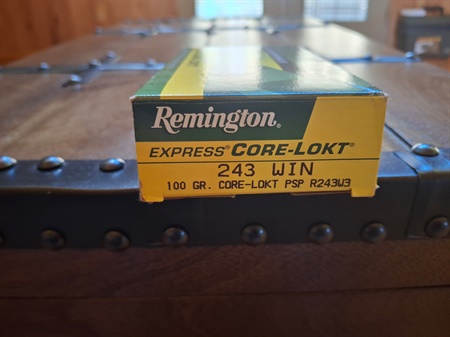 Remington®
EXPRESS® CORE-LOKT®
243 WIN
100 GR. CORE-LOKT PSP R243W3